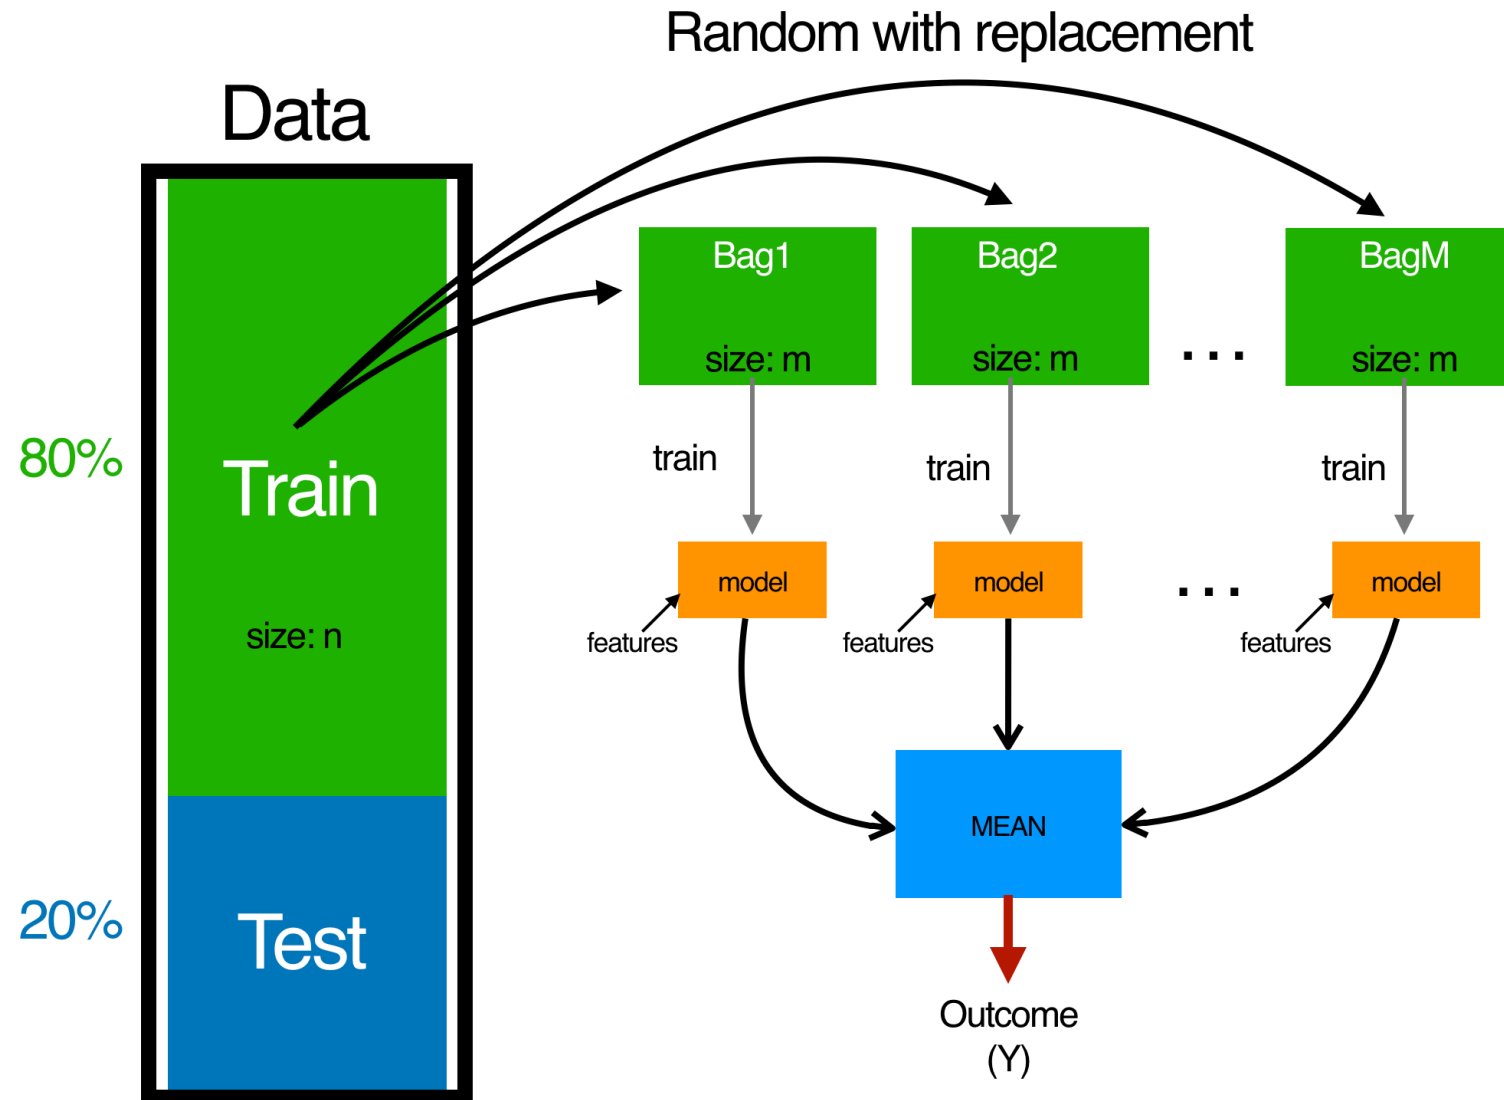 Random with replacement
Data
80%
Train
size: n
20%
Test
Bag1
size: m
Bag2
size: m
...
BagM
size: m
train
train
train
model
model
...
model
features
features
features
MEAN
Outcome
(Y)